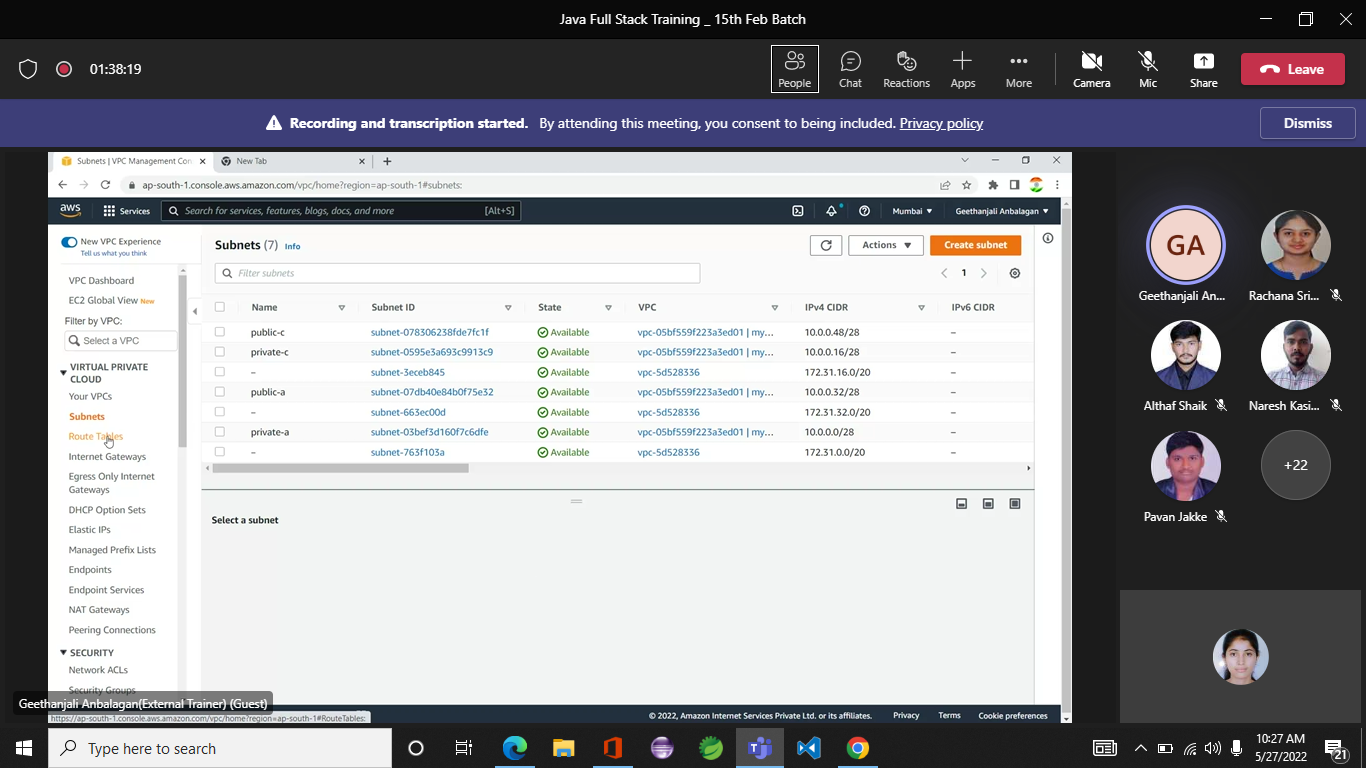 Java Full Stack Training _ 15th Feb Batch
01:38:19
People
Chat
Reactions
Apps
More
Camera
Mic
Share
Leave
Recording and transcription started. By attending this meeting, you consent to being included. Privacy policy
Dismiss
Subnets | VPC Management Con
New Tab
ap-south-1.console.aws.amazon.com/vpc/home?region=ap-south-1#subnets:
aws
Services
Search for services, features, blogs, docs, and more
[Alt+S]
Mumbai
Geethanjali Anbalagan
New VPC Experience
Tell us what you think
VPC Dashboard
EC2 Global View New
Filter by VPC:
Select a VPC
VIRTUAL PRIVATE
CLOUD
Your VPCs
Subnets
Route Tables
Internet Gateways
Egress Only Internet
Gateways
DHCP Option Sets
Elastic IPs
Managed Prefix Lists
Endpoints
Endpoint Services
NAT Gateways
Peering Connections
SECURITY
Network ACLs
Security Groups
Subnets (7) Info
Actions
Create subnet
Filter subnets
1
Name Subnet ID State VPC IPv4 CIDR IPv6 CIDR
public-c subnet-078306238fde7fc1f Available vpc-05bf559f223a3ed01 | my... 10.0.0.48/28 –
private-c subnet-0595e3a693c9913c9 Available vpc-05bf559f223a3ed01 | my... 10.0.0.16/28 –
– subnet-3eceb845 Available vpc-5d528336 172.31.16.0/20 –
public-a subnet-07db40e84b0f75e32 Available vpc-05bf559f223a3ed01 | my... 10.0.0.32/28 –
– subnet-663ec00d Available vpc-5d528336 172.31.32.0/20 –
private-a subnet-03bef3d160f7c6dfe Available vpc-05bf559f223a3ed01 | my... 10.0.0.0/28 –
– subnet-763f103a Available vpc-5d528336 172.31.0.0/20 –
Select a subnet
© 2022, Amazon Internet Services Private Ltd. or its affiliates.
Privacy
Terms
Cookie preferences
Geethanjali Anbalagan(External Trainer) (Guest)
https://ap-south-1.console.aws.amazon.com/vpc/home?region=ap-south-1#RouteTables:
GA
Geethanjali An...
Rachana Sri...
Althaf Shaik
Naresh Kasi...
Pavan Jakke
+22
Type here to search
10:27 AM
5/27/2022
21